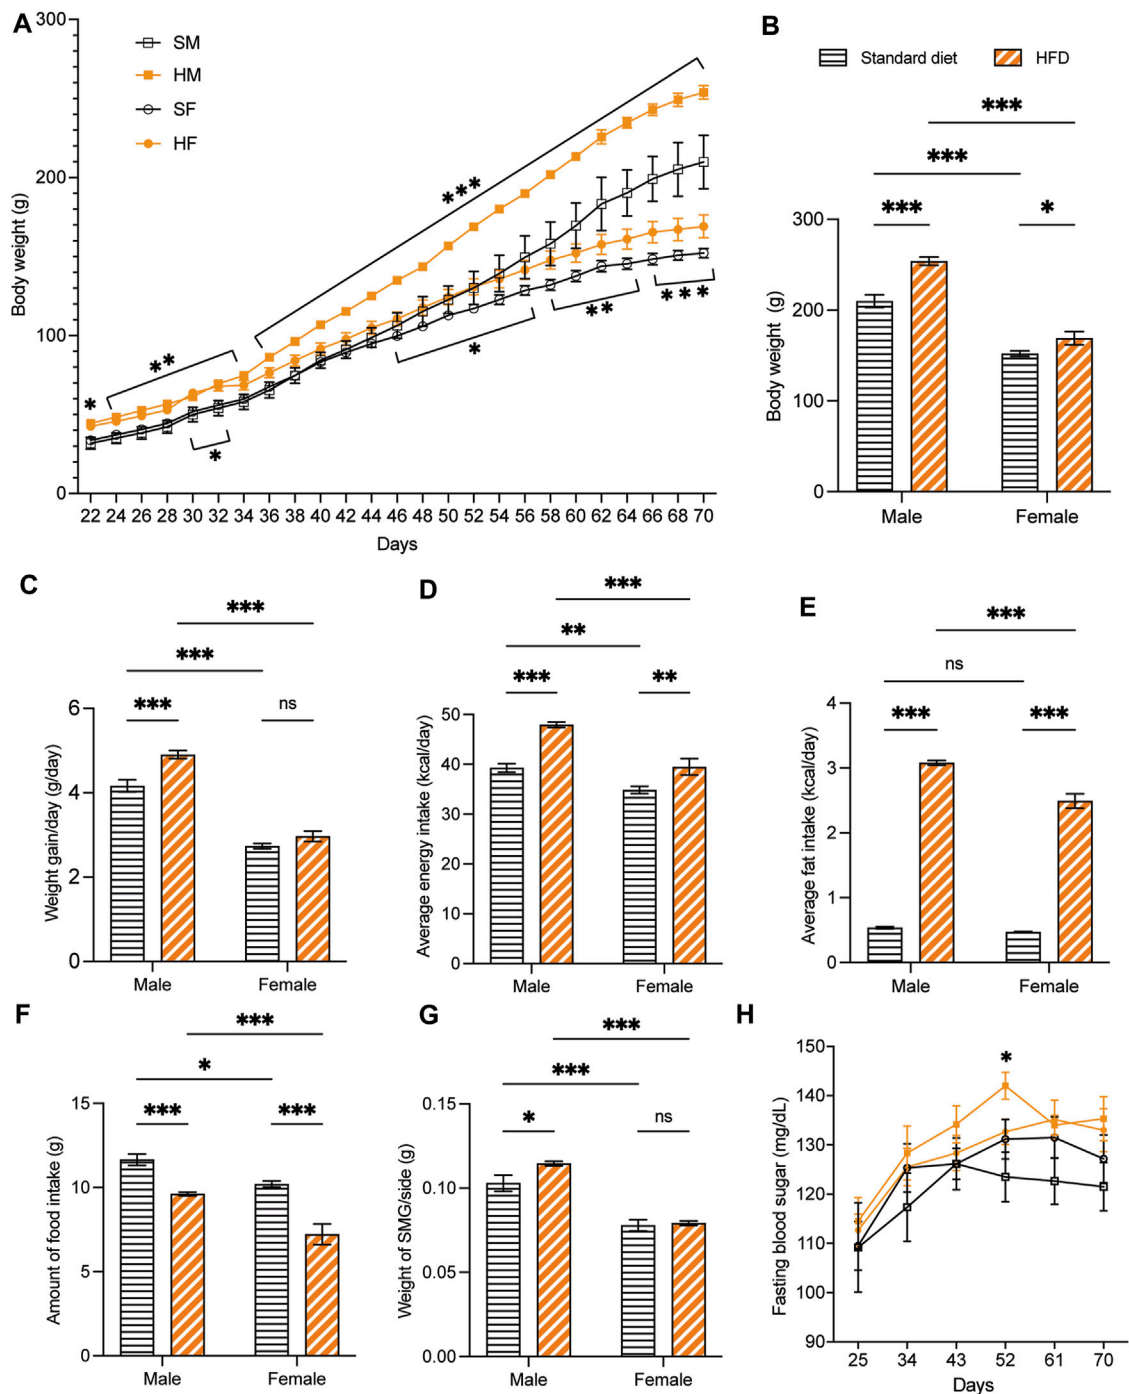 A
300
200
100
0
Body weight (g)
SM
HM
SF
HF
***
**
*
*
*
**
***
22 24 26 28 30 32 34 36 38 40 42 44 46 48 50 52 54 56 58 60 62 64 66 68 70
Days
B
Standard diet HFD
***
***
*** *
300
200
100
0
Body weight (g)
Male Female
C
***
***
*** ns
6
4
2
0
Weight gain/day (g/day)
Male Female
D
***
**
*** **
50
40
30
20
10
0
Average energy intake (kcal/day)
Male Female
E
***
ns
*** ***
4
3
2
1
0
Average fat intake (kcal/day)
Male Female
F
***
*
*** ***
15
10
5
0
Amount of food intake (g)
Male Female
G
***
***
* ns
0.15
0.10
0.05
0.00
Weight of SMG/side (g)
Male Female
H
150
140
130
120
110
100
90
Fasting blood sugar (mg/dL)
*
25 34 43 52 61 70
Days